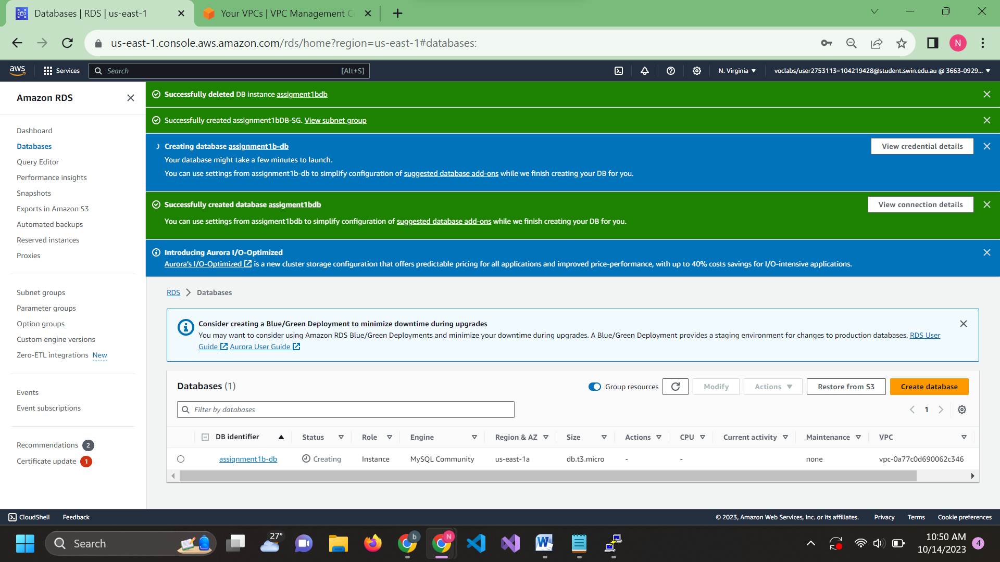 Databases | RDS | us-east-1
Your VPCs | VPC Management C
us-east-1.console.aws.amazon.com/rds/home?region=us-east-1#databases:
N
aws
Services
Search
[Alt+S]
N. Virginia
voclabs/user2753113=104219428@student.swin.edu.au @ 3663-0929...
Amazon RDS
Dashboard
Databases
Query Editor
Performance insights
Snapshots
Exports in Amazon S3
Automated backups
Reserved instances
Proxies
Subnet groups
Parameter groups
Option groups
Custom engine versions
Zero-ETL integrations New
Events
Event subscriptions
Recommendations 2
Certificate update 1
Successfully deleted DB instance assigment1bdb
Successfully created assignment1bDB-SG. View subnet group
Creating database assignment1b-db
View credential details
Your database might take a few minutes to launch.
You can use settings from assignment1b-db to simplify configuration of suggested database add-ons while we finish creating your DB for you.
Successfully created database assigment1bdb
View connection details
You can use settings from assigment1bdb to simplify configuration of suggested database add-ons while we finish creating your DB for you.
Introducing Aurora I/O-Optimized
Aurora's I/O-Optimized is a new cluster storage configuration that offers predictable pricing for all applications and improved price-performance, with up to 40% costs savings for I/O-intensive applications.
RDS > Databases
Consider creating a Blue/Green Deployment to minimize downtime during upgrades
You may want to consider using Amazon RDS Blue/Green Deployments and minimize your downtime during upgrades. A Blue/Green Deployment provides a staging environment for changes to production databases. RDS User
Guide Aurora User Guide
Databases (1)
Group resources
Modify
Actions
Restore from S3
Create database
Filter by databases
1
DB identifier Status Role Engine Region & AZ Size Actions CPU Current activity Maintenance VPC
assignment1b-db Creating Instance MySQL Community us-east-1a db.t3.micro - - none vpc-0a77c0d690062c346
CloudShell
Feedback
© 2023, Amazon Web Services, Inc. or its affiliates.
Privacy
Terms
Cookie preferences
Search
27°
b
N
W
10:50 AM
10/14/2023
4